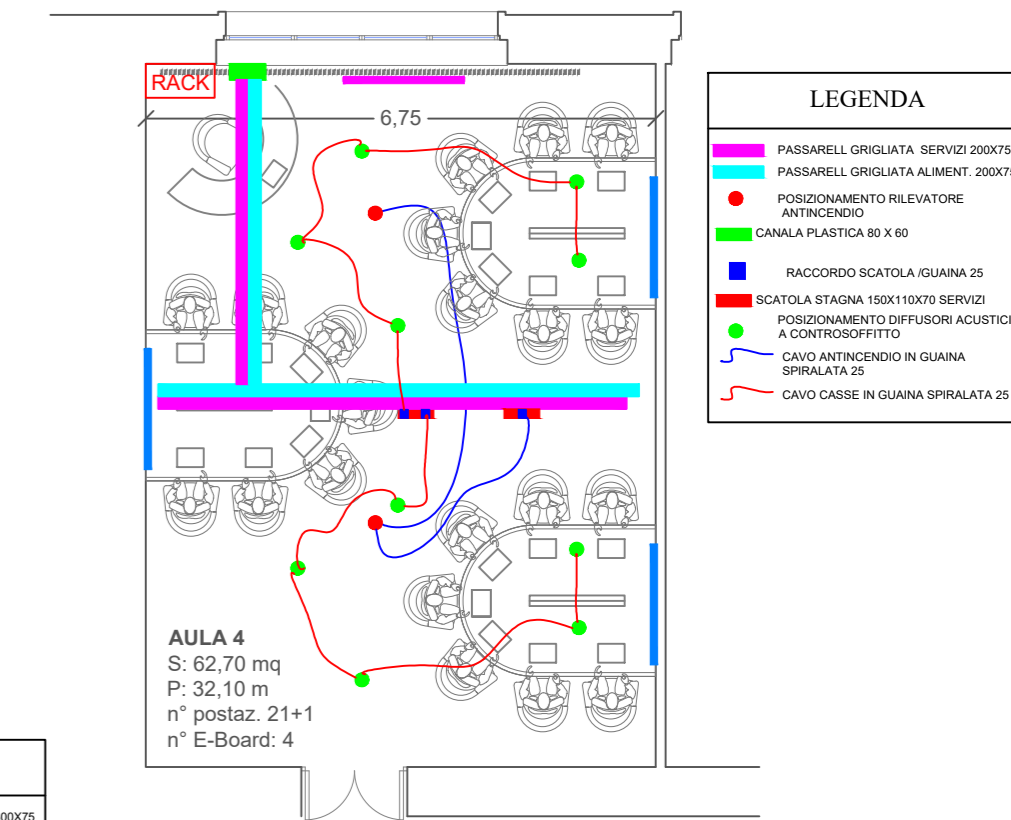 RACK
6,75
LEGENDA
PASSARELL GRIGLIATA SERVIZI 200X75
PASSARELL GRIGLIATA ALIMENT. 200X75
POSIZIONAMENTO RILEVATORE
ANTINCENDIO
CANALA PLASTICA 80 X 60
RACCORDO SCATOLA /GUAINA 25
SCATOLA STAGNA 150X110X70 SERVIZI
POSIZIONAMENTO DIFFUSORI ACUSTICI
A CONTROSOFFITTO
CAVO ANTINCENDIO IN GUAINA
SPIRALATA 25
CAVO CASSE IN GUAINA SPIRALATA 25
AULA 4
S: 62,70 mq
P: 32,10 m
n° postaz. 21+1
n° E-Board: 4
00X75